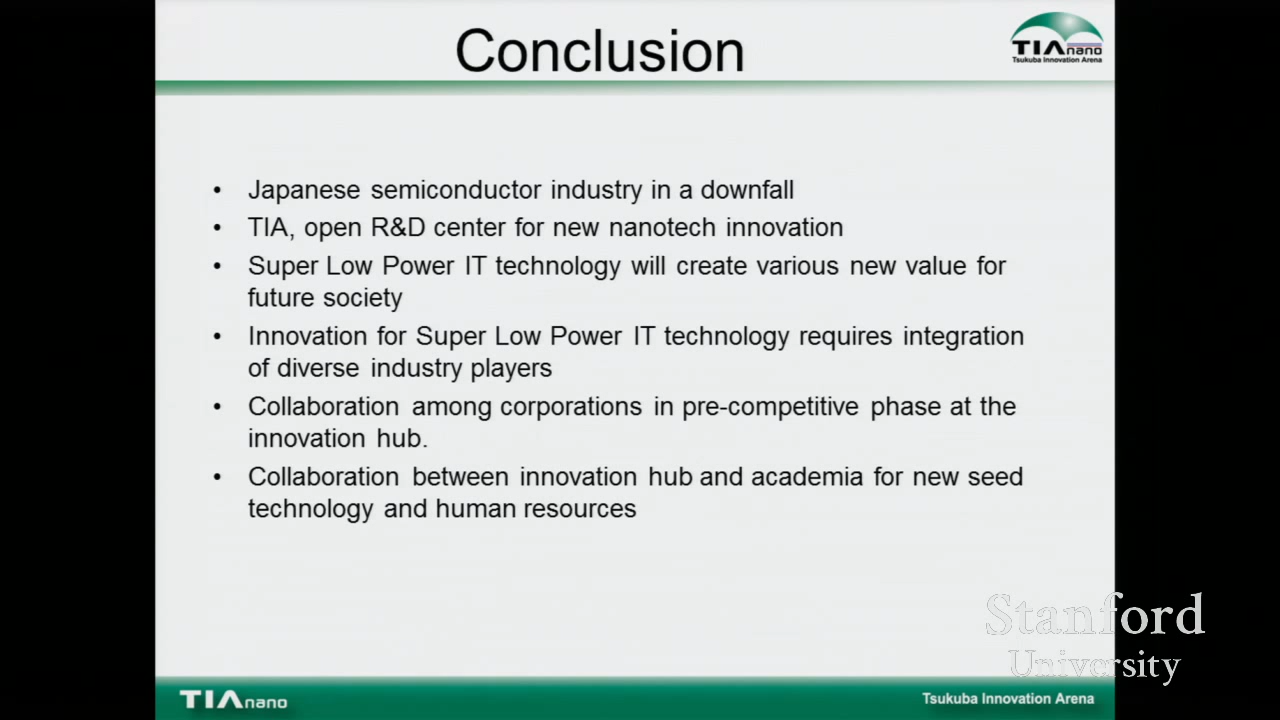 Conclusion
TIA nano
Tsukuba Innovation Arena
• Japanese semiconductor industry in a downfall
• TIA, open R&D center for new nanotech innovation
• Super Low Power IT technology will create various new value for
future society
• Innovation for Super Low Power IT technology requires integration
of diverse industry players
• Collaboration among corporations in pre-competitive phase at the
innovation hub.
• Collaboration between innovation hub and academia for new seed
technology and human resources
Stanford
University
TIA nano
Tsukuba Innovation Arena